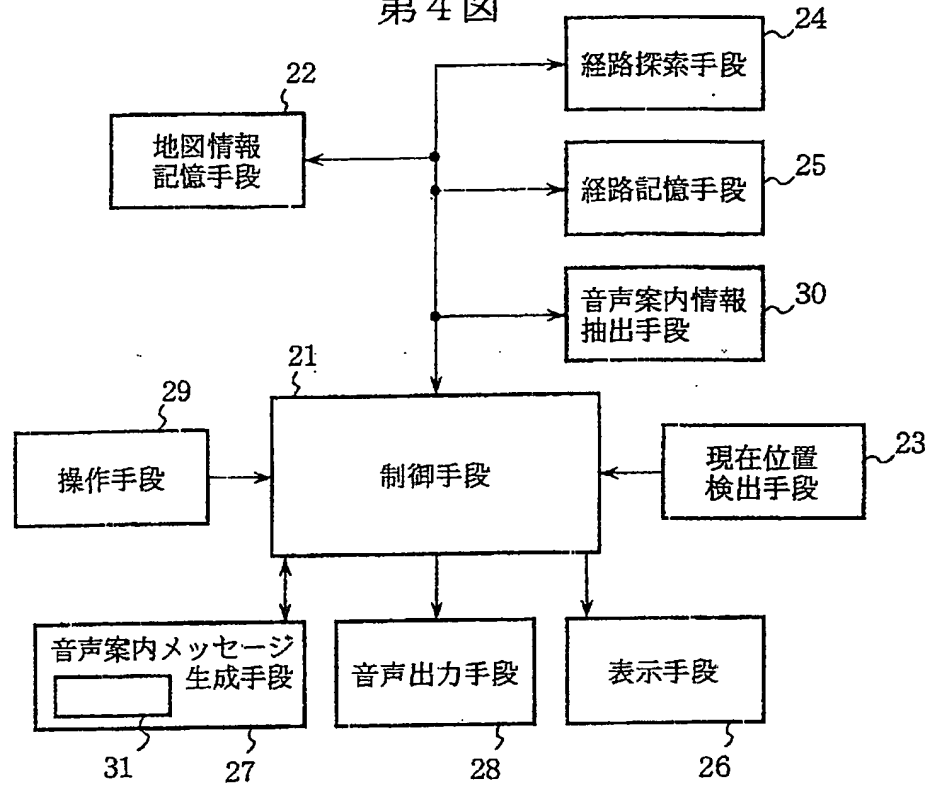 第4図
24
経路探索手段
22
地図情報
記憶手段
25
経路記憶手段
30
音声案内情報
抽出手段
21
29
操作手段
制御手段
23
現在位置
検出手段
音声案内メッセージ
生成手段
音声出力手段
表示手段
31
27
28
26